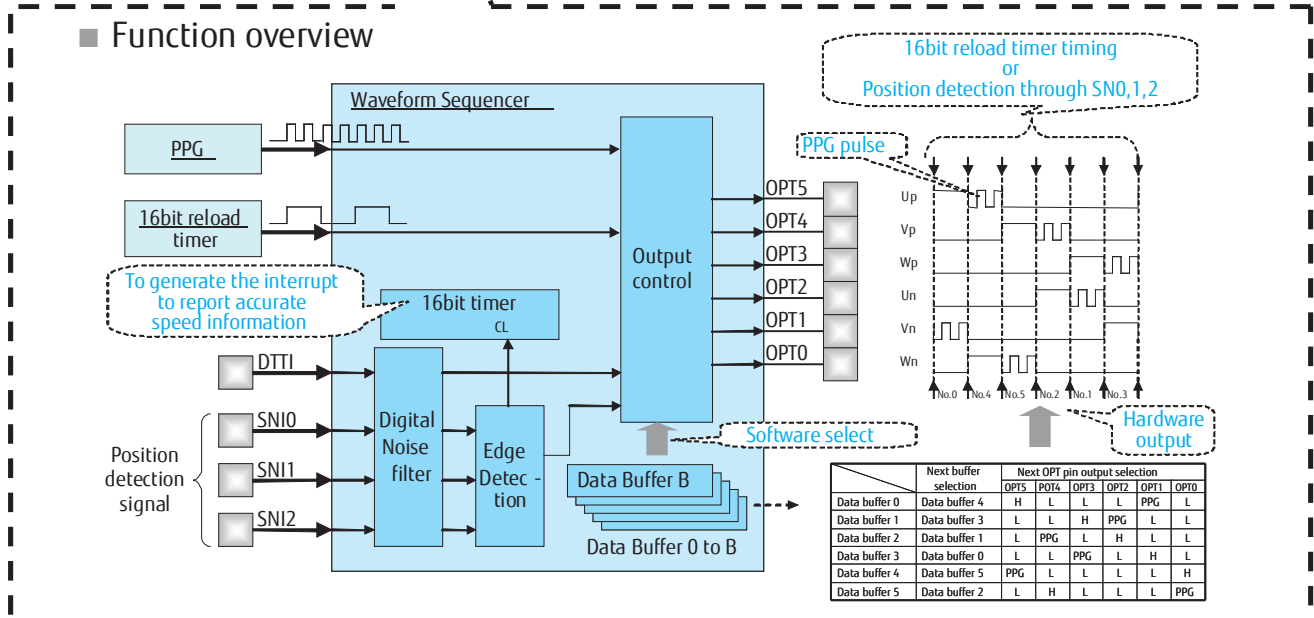 ■ Function overview
Waveform Sequencer
PPG
16bit reload
timer
To generate the interrupt
to report accurate
speed information
16bit timer
CL
DTTI
SNI0
SNI1
SNI2
Position
detection
signal
Digital
Noise
filter
Edge
Detec -
tion
Output
control
OPT5
OPT4
OPT3
OPT2
OPT1
OPT0
Software select
Data Buffer B
Data Buffer 0 to B
16bit reload timer timing
or
Position detection through SN0,1,2
PPG pulse
Up
Vp
Wp
Un
Vn
Wn
No.0 No.4 No.5 No.2 No.1 No.3
Hardware
output
Next buffer selection Next OPT pin output selection
OPT5 POT4 OPT3 OPT2 OPT1 OPT0
Data buffer 0 Data buffer 4 H L L L PPG L
Data buffer 1 Data buffer 3 L L H PPG L L
Data buffer 2 Data buffer 1 L PPG L H L L
Data buffer 3 Data buffer 0 L L PPG L H L
Data buffer 4 Data buffer 5 PPG L L L L H
Data buffer 5 Data buffer 2 L H L L L PPG